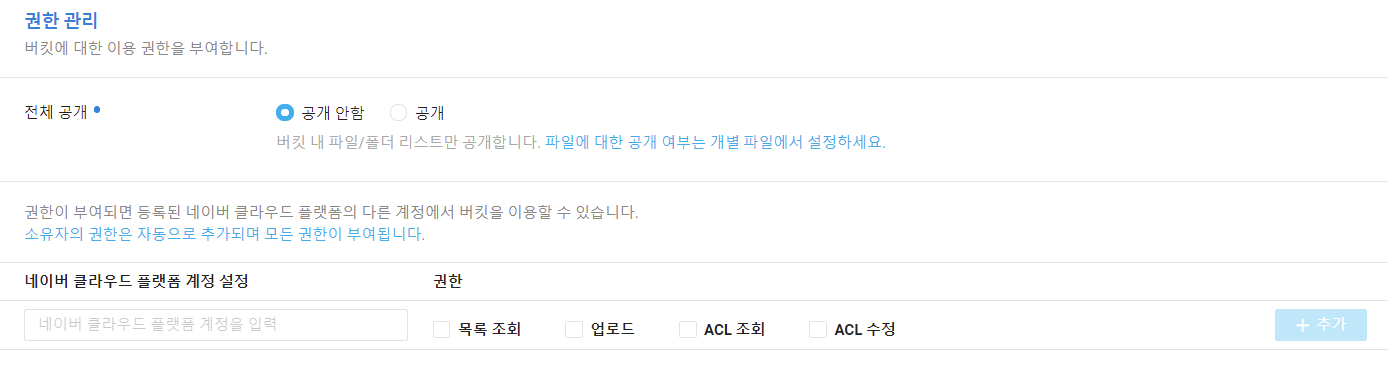 권한 관리
버킷에 대한 이용 권한을 부여합니다.
전체 공개 공개 안함 공개
버킷 내 파일/폴더 리스트만 공개합니다. 파일에 대한 공개 여부는 개별 파일에서 설정하세요.
권한이 부여되면 등록된 네이버 클라우드 플랫폼의 다른 계정에서 버킷을 이용할 수 있습니다.
소유자의 권한은 자동으로 추가되며 모든 권한이 부여됩니다.
네이버 클라우드 플랫폼 계정 설정 권한
네이버 클라우드 플랫폼 계정을 입력 목록 조회 업로드 ACL 조회 ACL 수정 + 추가